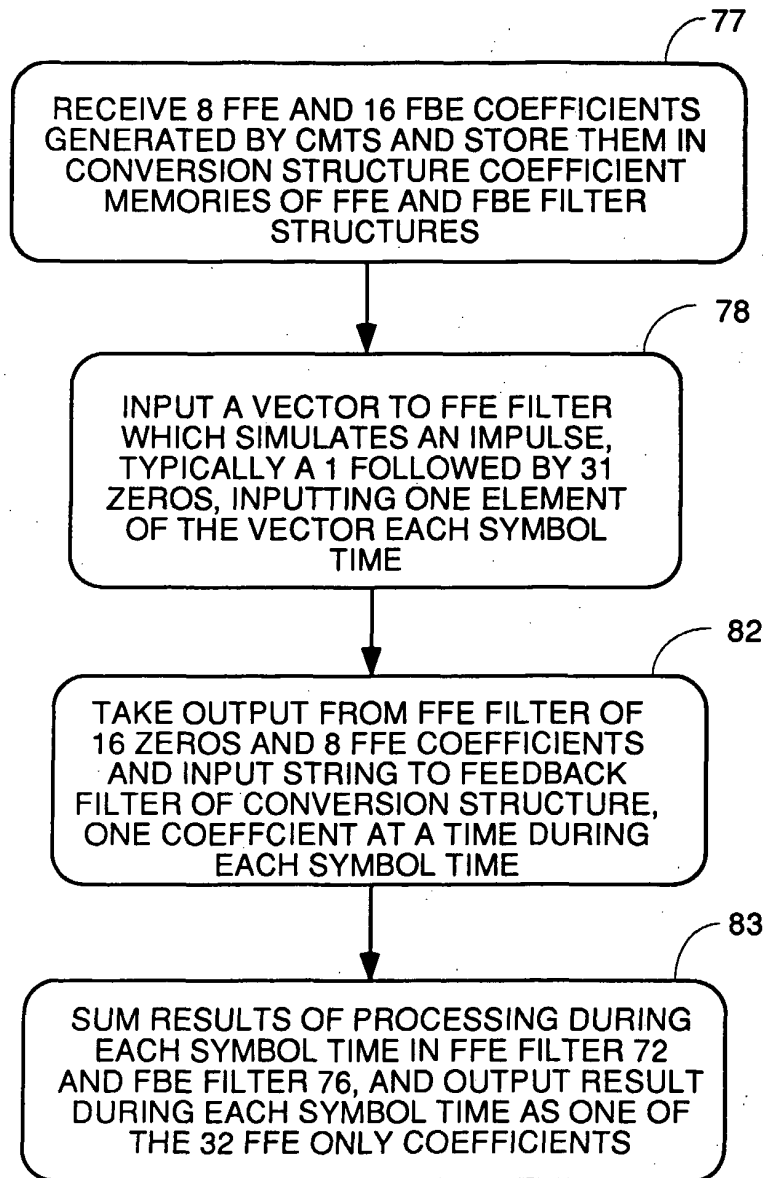 77
RECEIVE 8 FFE AND 16 FBE COEFFICIENTS
GENERATED BY CMTS AND STORE THEM IN
CONVERSION STRUCTURE COEFFICIENT
MEMORIES OF FFE AND FBE FILTER
STRUCTURES
78
INPUT A VECTOR TO FFE FILTER
WHICH SIMULATES AN IMPULSE,
TYPICALLY A 1 FOLLOWED BY 31
ZEROS, INPUTTING ONE ELEMENT
OF THE VECTOR EACH SYMBOL
TIME
82
TAKE OUTPUT FROM FFE FILTER OF
16 ZEROS AND 8 FFE COEFFICIENTS
AND INPUT STRING TO FEEDBACK
FILTER OF CONVERSION STRUCTURE,
ONE COEFFCIENT AT A TIME DURING
EACH SYMBOL TIME
83
SUM RESULTS OF PROCESSING DURING
EACH SYMBOL TIME IN FFE FILTER 72
AND FBE FILTER 76, AND OUTPUT RESULT
DURING EACH SYMBOL TIME AS ONE OF
THE 32 FFE ONLY COEFFICIENTS